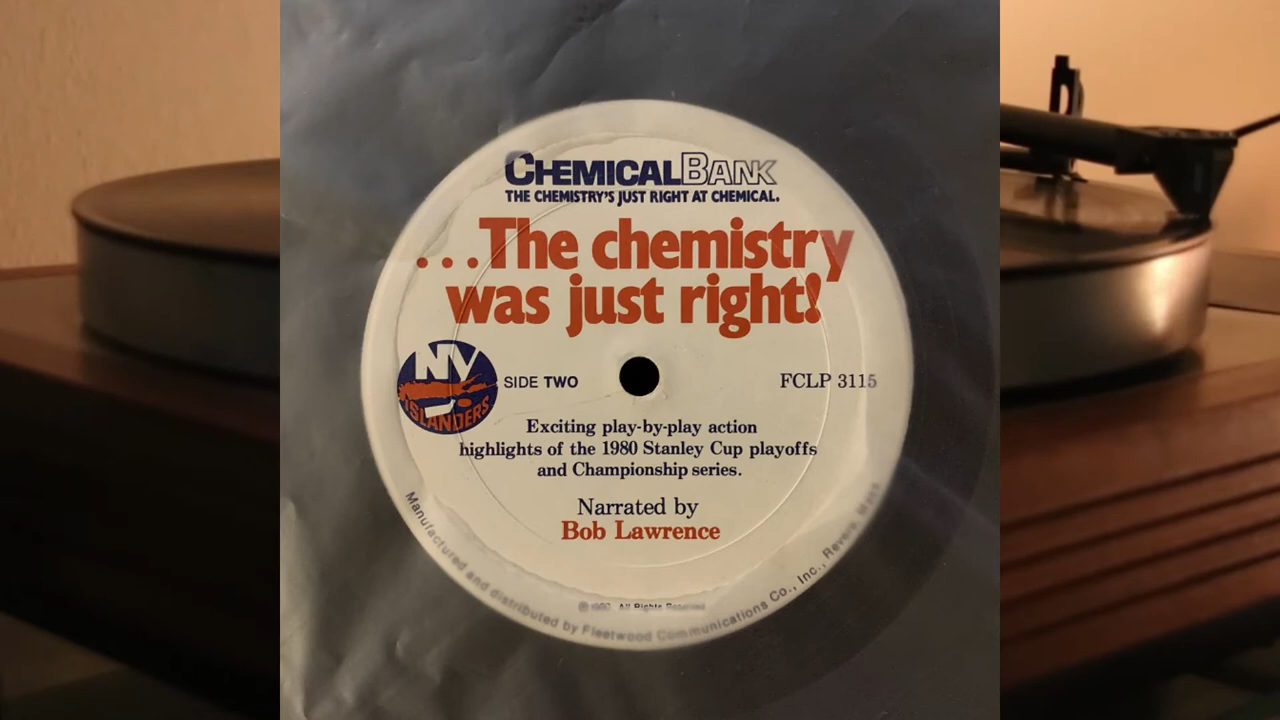 CHEMICALBANK
THE CHEMISTRY'S JUST RIGHT AT CHEMICAL.
...The chemistry
was just right!
NY
ISLANDERS
SIDE TWO
FCLP 3115
Exciting play-by-play action
highlights of the 1980 Stanley Cup playoffs
and Championship series.
Narrated by
Bob Lawrence
℗ 1980 All Rights Reserved
Manufactured and distributed by Fleetwood Communications Co., Inc., Revere, Mass.